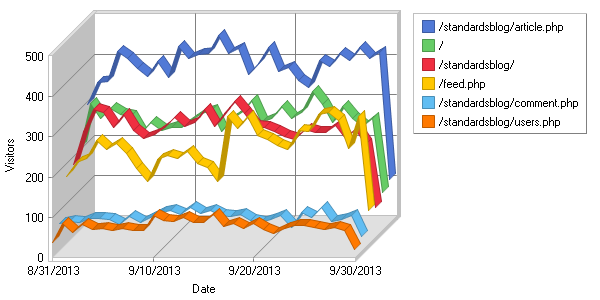 500
400
300
200
100
0
Visitors
8/31/2013 9/10/2013 9/20/2013 9/30/2013
Date
/standardsblog/article.php
/
/standardsblog/
/feed.php
/standardsblog/comment.php
/standardsblog/users.php